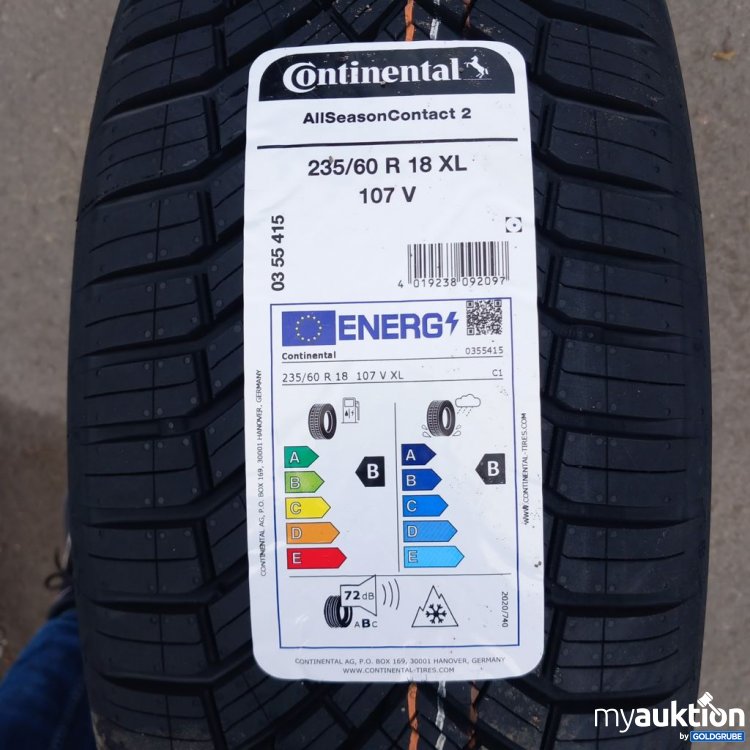 Continental
AllSeasonContact 2
235/60 R 18 XL
107 V
03 55 415
4 019238 092097
ENERG
Continental
0355415
235/60 R 18 107 V XL
C1
A
B
C
D
E
B
A
B
C
D
E
B
72 dB
ABC
2020/740
CONTINENTAL AG, P.O. BOX 169, 30001 HANOVER, GERMANY
WWW.CONTINENTAL-TIRES.COM
CONTINENTAL AG, P.O. BOX 169, 30001 HANOVER, GERMANY
WWW.CONTINENTAL-TIRES.COM
myauktion
by GOLDGRUBE